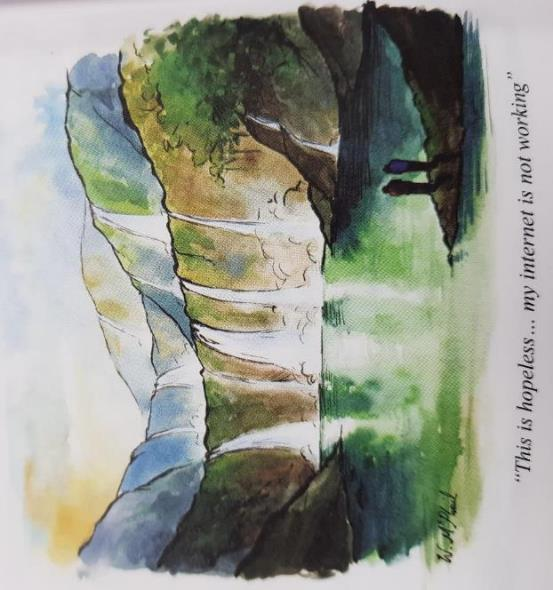 “This is hopeless... my internet is not working”